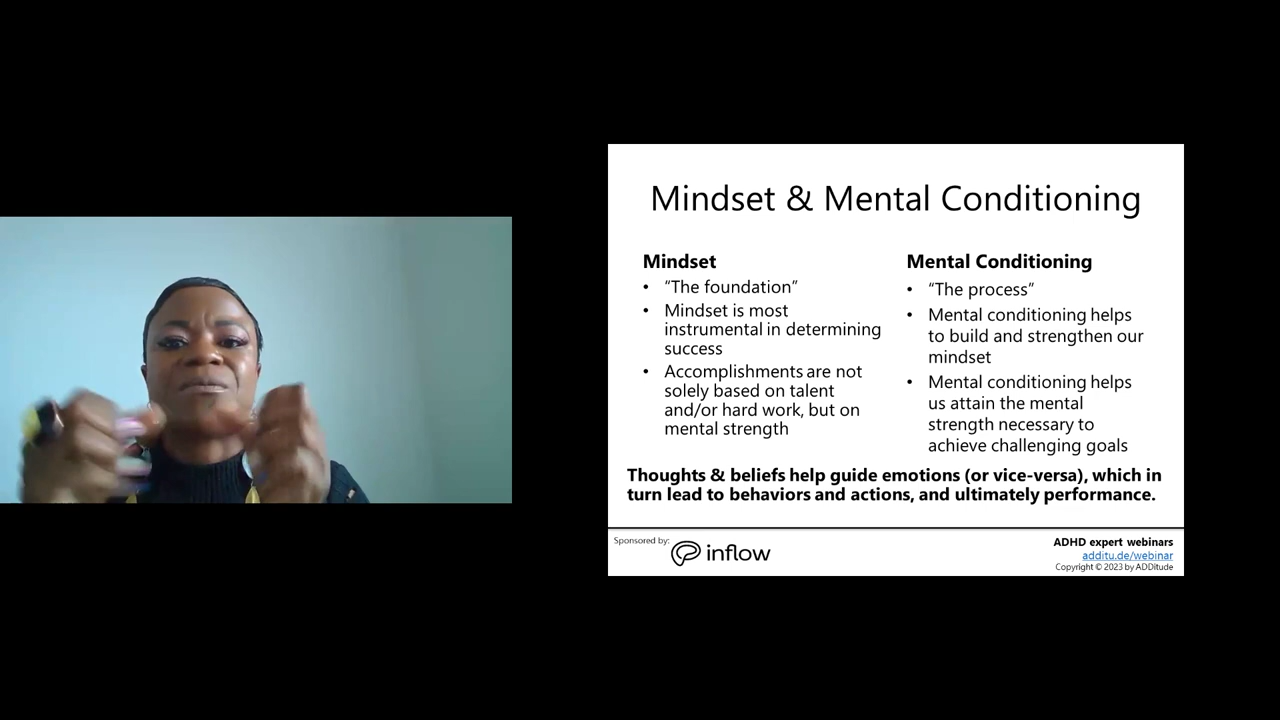 Mindset & Mental Conditioning
Mindset
• “The foundation”
• Mindset is most
instrumental in determining
success
• Accomplishments are not
solely based on talent
and/or hard work, but on
mental strength
Mental Conditioning
• “The process”
• Mental conditioning helps
to build and strengthen our
mindset
• Mental conditioning helps
us attain the mental
strength necessary to
achieve challenging goals
Thoughts & beliefs help guide emotions (or vice-versa), which in
turn lead to behaviors and actions, and ultimately performance.
Sponsored by:
inflow
ADHD expert webinars
additu.de/webinar
Copyright © 2023 by ADDitude